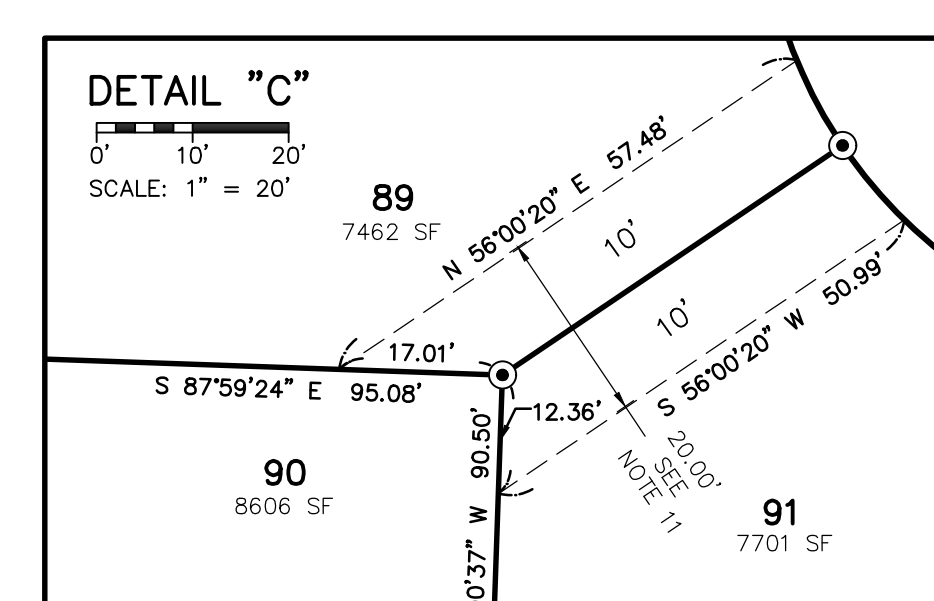 DETAIL "C"
0' 10' 20'
SCALE: 1" = 20'
89
7462 SF
N 56°00'20" E 57.48'
10'
10'
S 56°00'20" W 50.99'
17.01'
S 87°59'24" E 95.08'
12.36'
0'37" W 90.50'
20.00'
SEE
NOTE 11
90
8606 SF
91
7701 SF